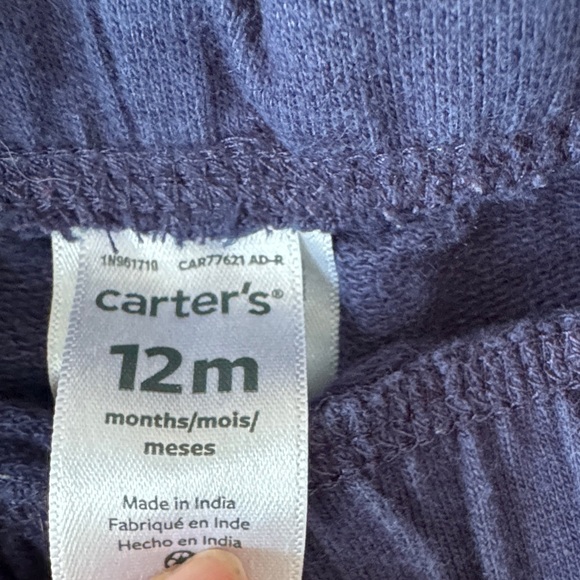 1N961710 CAR77621 AD-R
carter's®
12m
months/mois/
meses
Made in India
Fabriqué en Inde
Hecho en India